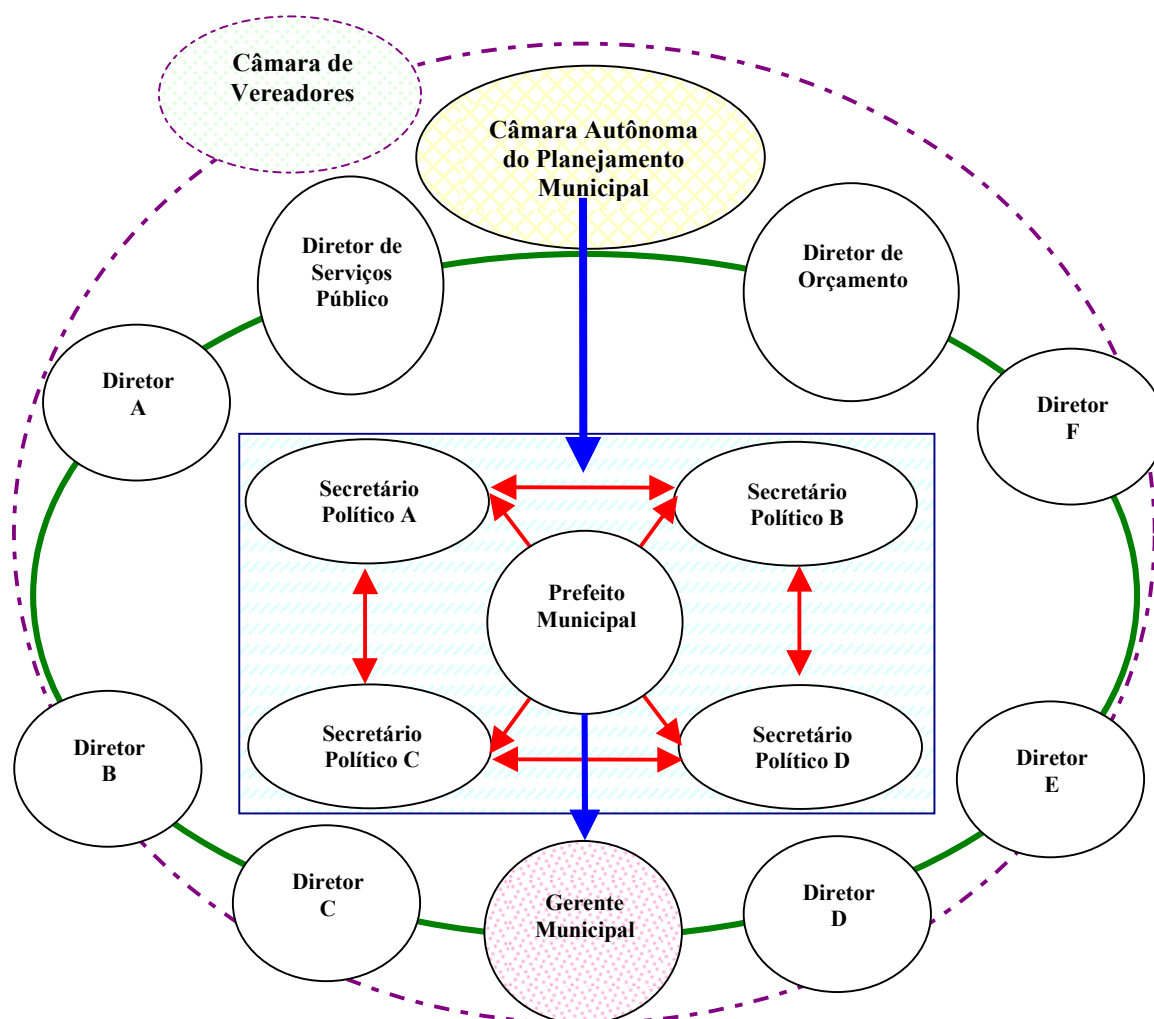 Câmara de
Vereadores
Câmara Autônoma
do Planejamento
Municipal
Diretor de
Serviços
Público
Diretor de
Orçamento
Diretor
A
Diretor
F
Secretário
Político A
Secretário
Político B
Prefeito
Municipal
Secretário
Político C
Secretário
Político D
Diretor
B
Diretor
E
Diretor
C
Gerente
Municipal
Diretor
D